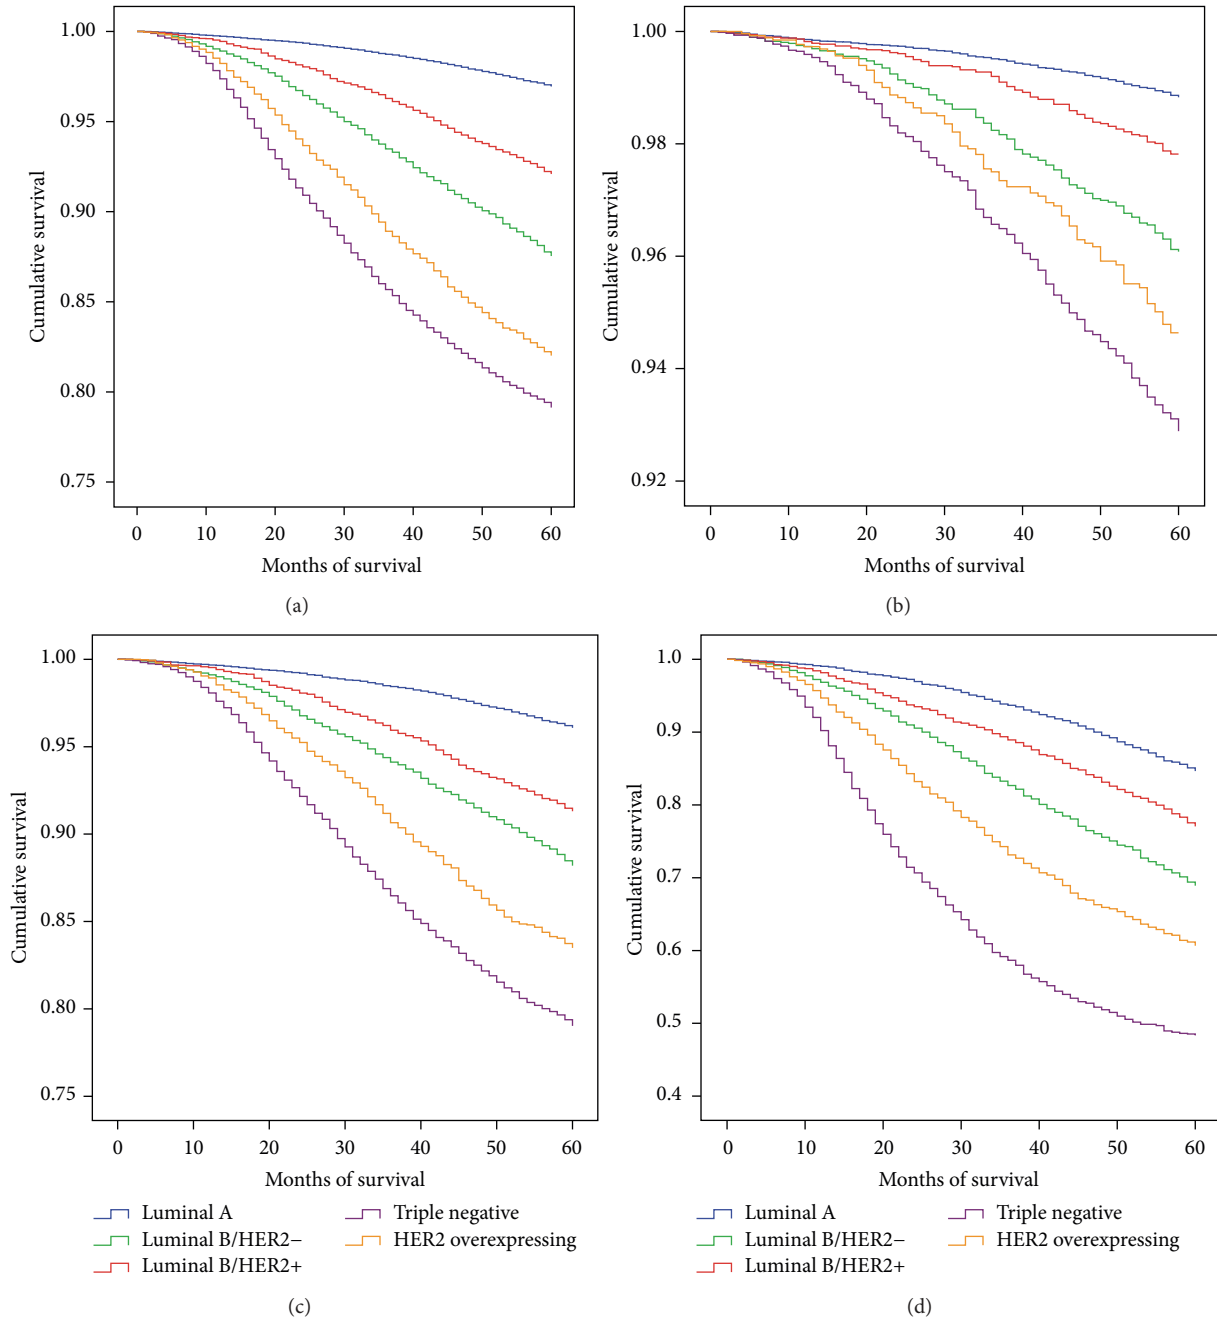 1.00
0.95
0.90
0.85
0.80
0.75
Cumulative survival
0 10 20 30 40 50 60
Months of survival
(a)
1.00
0.98
0.96
0.94
0.92
Cumulative survival
0 10 20 30 40 50 60
Months of survival
(b)
1.00
0.95
0.90
0.85
0.80
0.75
Cumulative survival
0 10 20 30 40 50 60
Months of survival
Luminal A
Luminal B/HER2−
Luminal B/HER2+
Triple negative
HER2 overexpressing
(c)
1.0
0.9
0.8
0.7
0.6
0.5
0.4
Cumulative survival
0 10 20 30 40 50 60
Months of survival
Luminal A
Luminal B/HER2−
Luminal B/HER2+
Triple negative
HER2 overexpressing
(d)